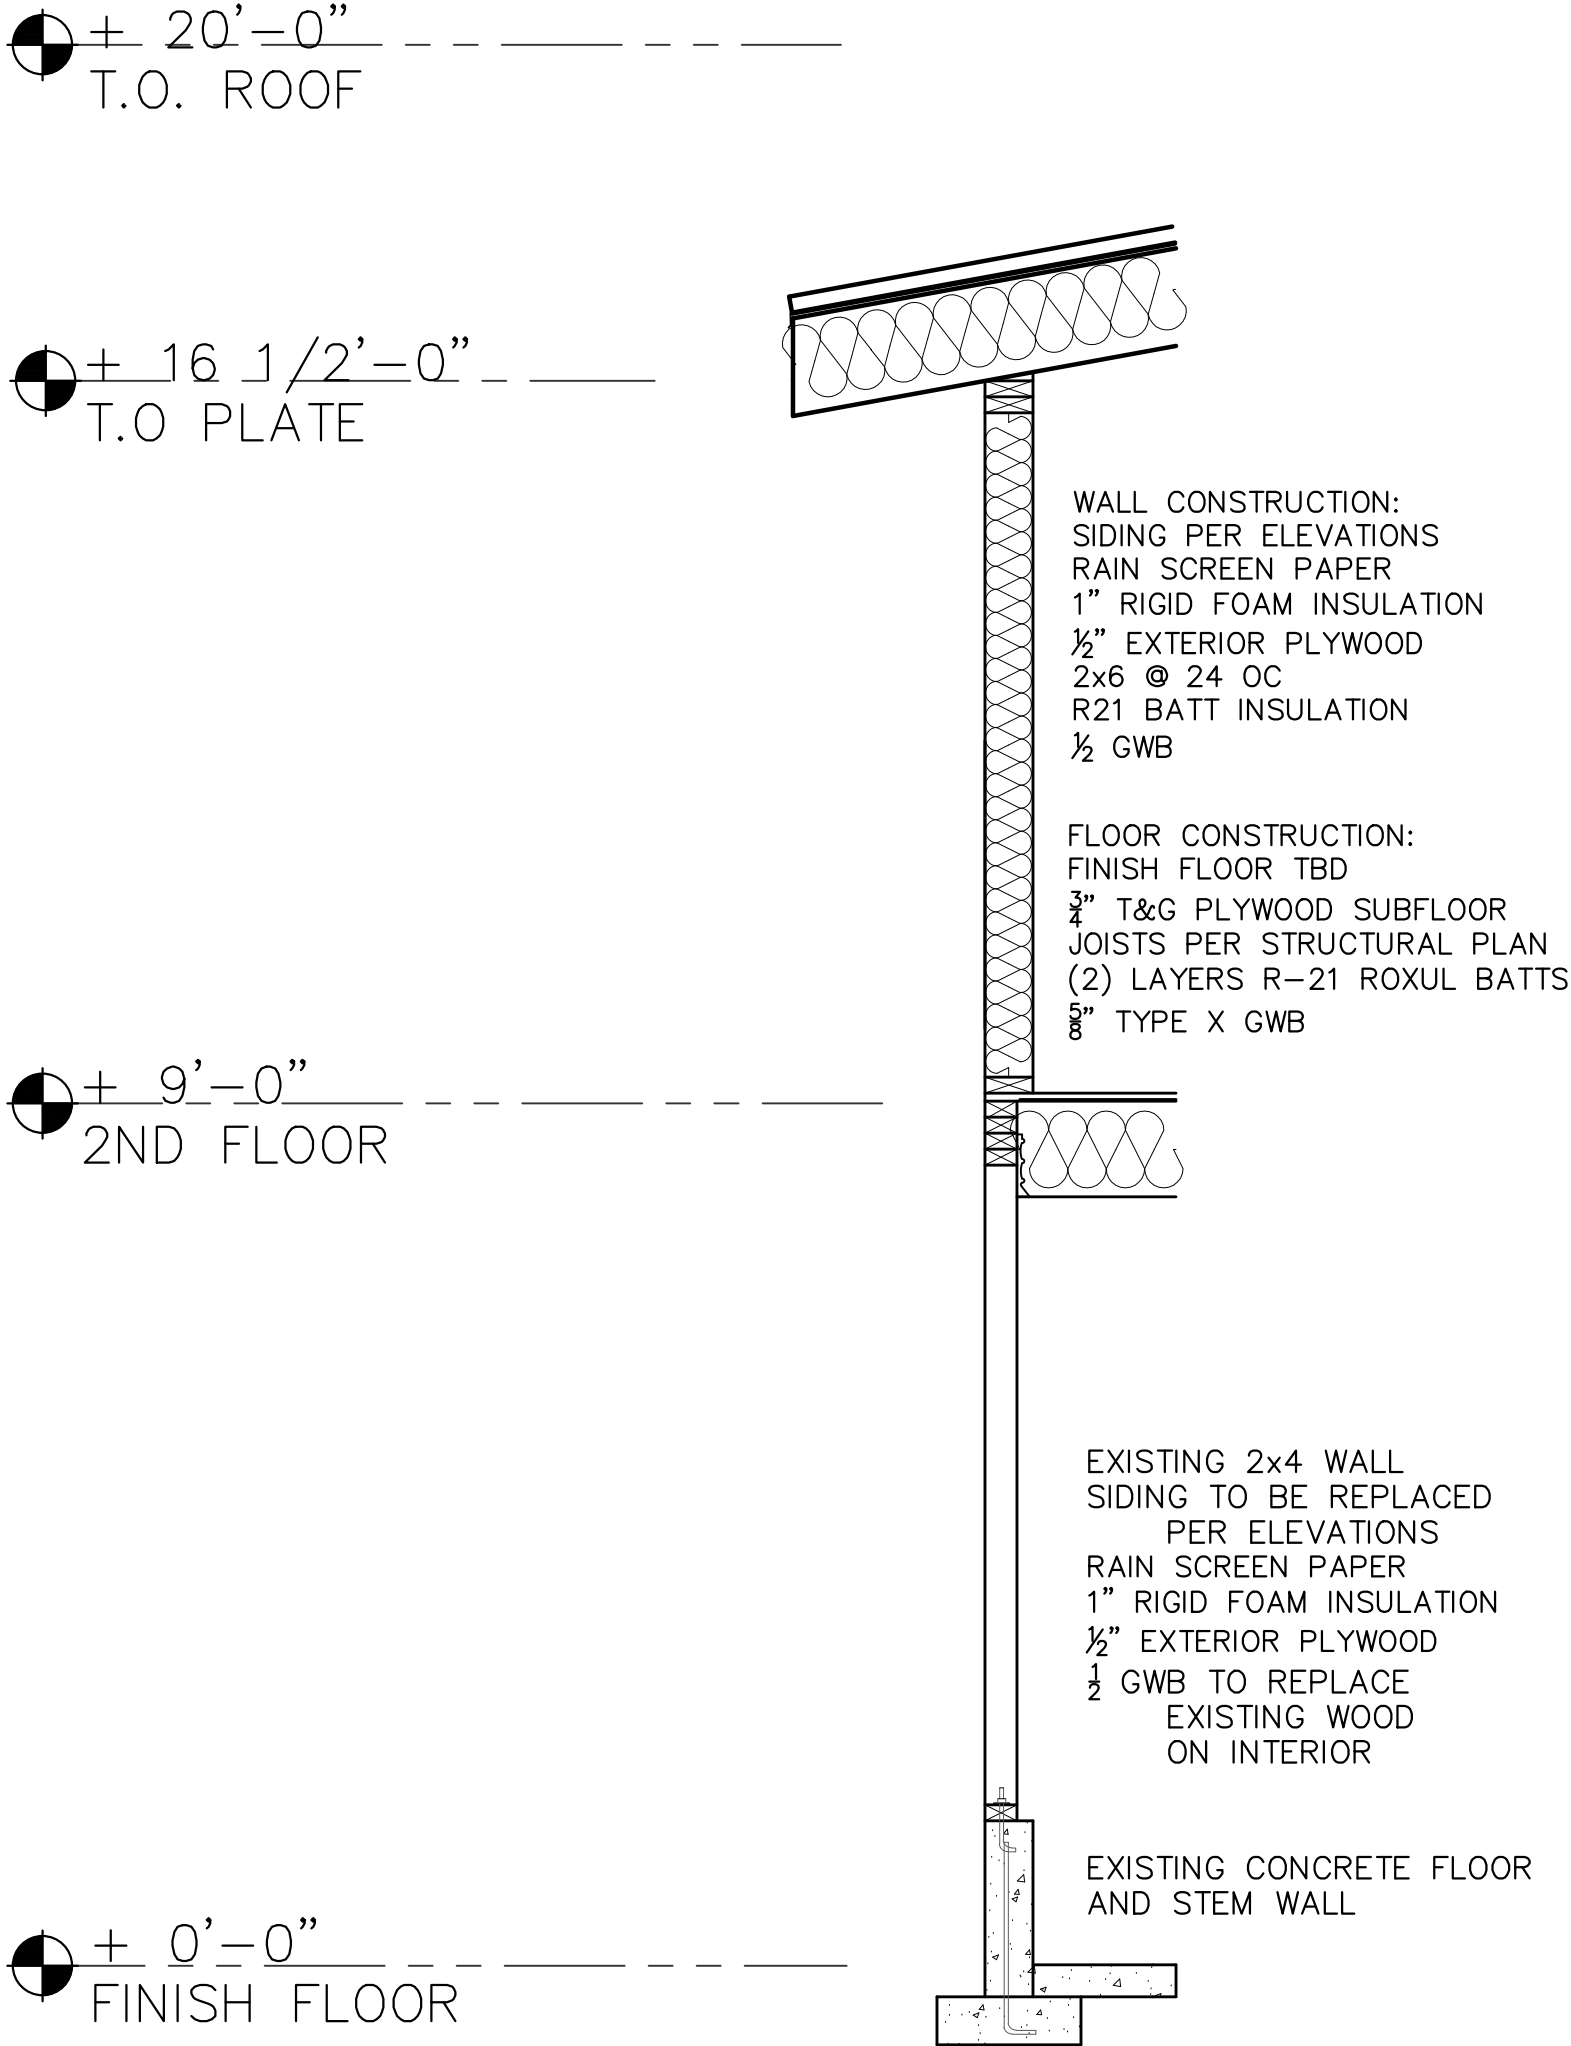 + 20'-0"
T.O. ROOF
+ 16 1/2'-0"
T.O PLATE
WALL CONSTRUCTION:
SIDING PER ELEVATIONS
RAIN SCREEN PAPER
1" RIGID FOAM INSULATION
½" EXTERIOR PLYWOOD
2x6 @ 24 OC
R21 BATT INSULATION
½ GWB
FLOOR CONSTRUCTION:
FINISH FLOOR TBD
¾" T&G PLYWOOD SUBFLOOR
JOISTS PER STRUCTURAL PLAN
(2) LAYERS R-21 ROXUL BATTS
⅝" TYPE X GWB
+ 9'-0"
2ND FLOOR
EXISTING 2x4 WALL
SIDING TO BE REPLACED
PER ELEVATIONS
RAIN SCREEN PAPER
1" RIGID FOAM INSULATION
½" EXTERIOR PLYWOOD
½ GWB TO REPLACE
EXISTING WOOD
ON INTERIOR
EXISTING CONCRETE FLOOR
AND STEM WALL
+ 0'-0"
FINISH FLOOR